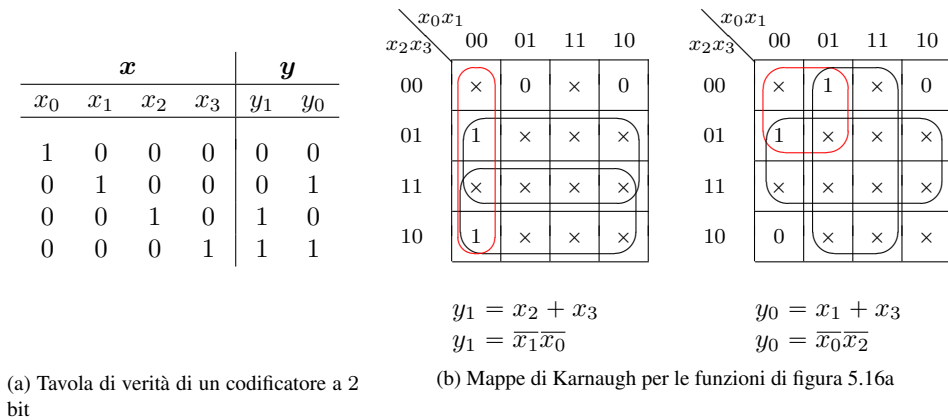 x y
x₀ x₁ x₂ x₃ y₁ y₀
1 0 0 0 0 0
0 1 0 0 0 1
0 0 1 0 1 0
0 0 0 1 1 1
(a) Tavola di verità di un codificatore a 2
bit
x₀x₁
x₂x₃ 00 01 11 10
00 × 0 × 0
01 1 × × ×
11 × × × ×
10 1 × × ×
y₁ = x₂ + x₃
y₁ = x̅₁ x̅₀
x₀x₁
x₂x₃ 00 01 11 10
00 × 1 × 0
01 1 × × ×
11 × × × ×
10 0 × × ×
y₀ = x₁ + x₃
y₀ = x̅₀ x̅₂
(b) Mappe di Karnaugh per le funzioni di figura 5.16a